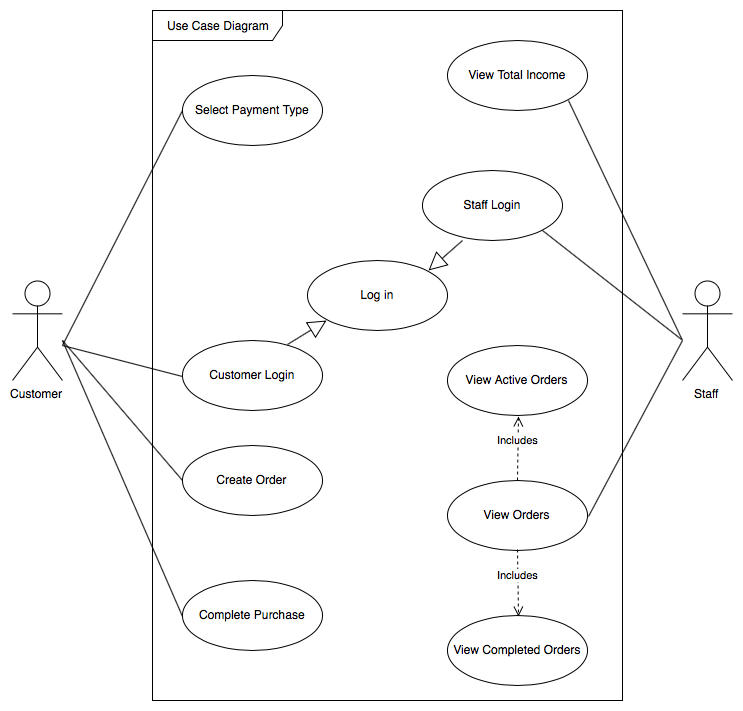 Use Case Diagram
View Total Income
Select Payment Type
Staff Login
Log in
Customer Login
View Active Orders
Customer
Staff
Includes
Create Order
View Orders
Includes
Complete Purchase
View Completed Orders